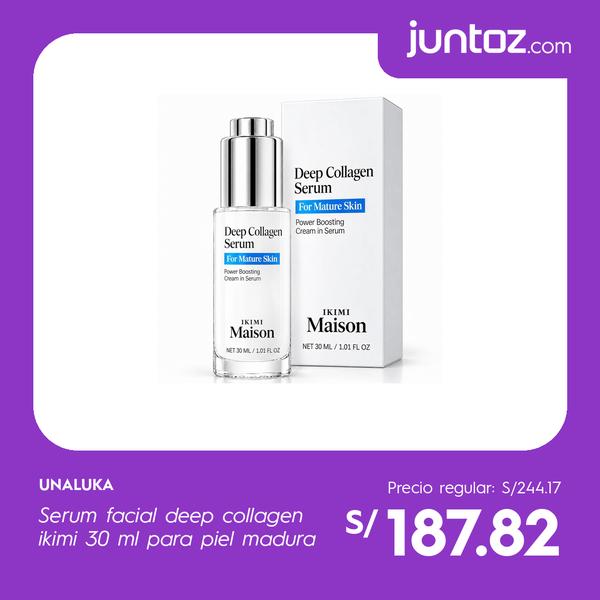 juntoz.com
Deep Collagen
Serum
For Mature Skin
Power Boosting
Cream in Serum
IKIMI
Maison
NET 30 ML / 1.01 FL OZ
Deep Collagen
Serum
For Mature Skin
Power Boosting
Cream in Serum
IKIMI
Maison
NET 30 ML / 1.01 FL OZ
UNALUKA
Serum facial deep collagen
ikimi 30 ml para piel madura
Precio regular: S/244.17
S/187.82